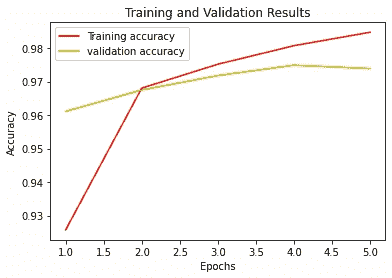 Training and Validation Results
Training accuracy
validation accuracy
Accuracy
0.98
0.97
0.96
0.95
0.94
0.93
1.0 1.5 2.0 2.5 3.0 3.5 4.0 4.5 5.0
Epochs